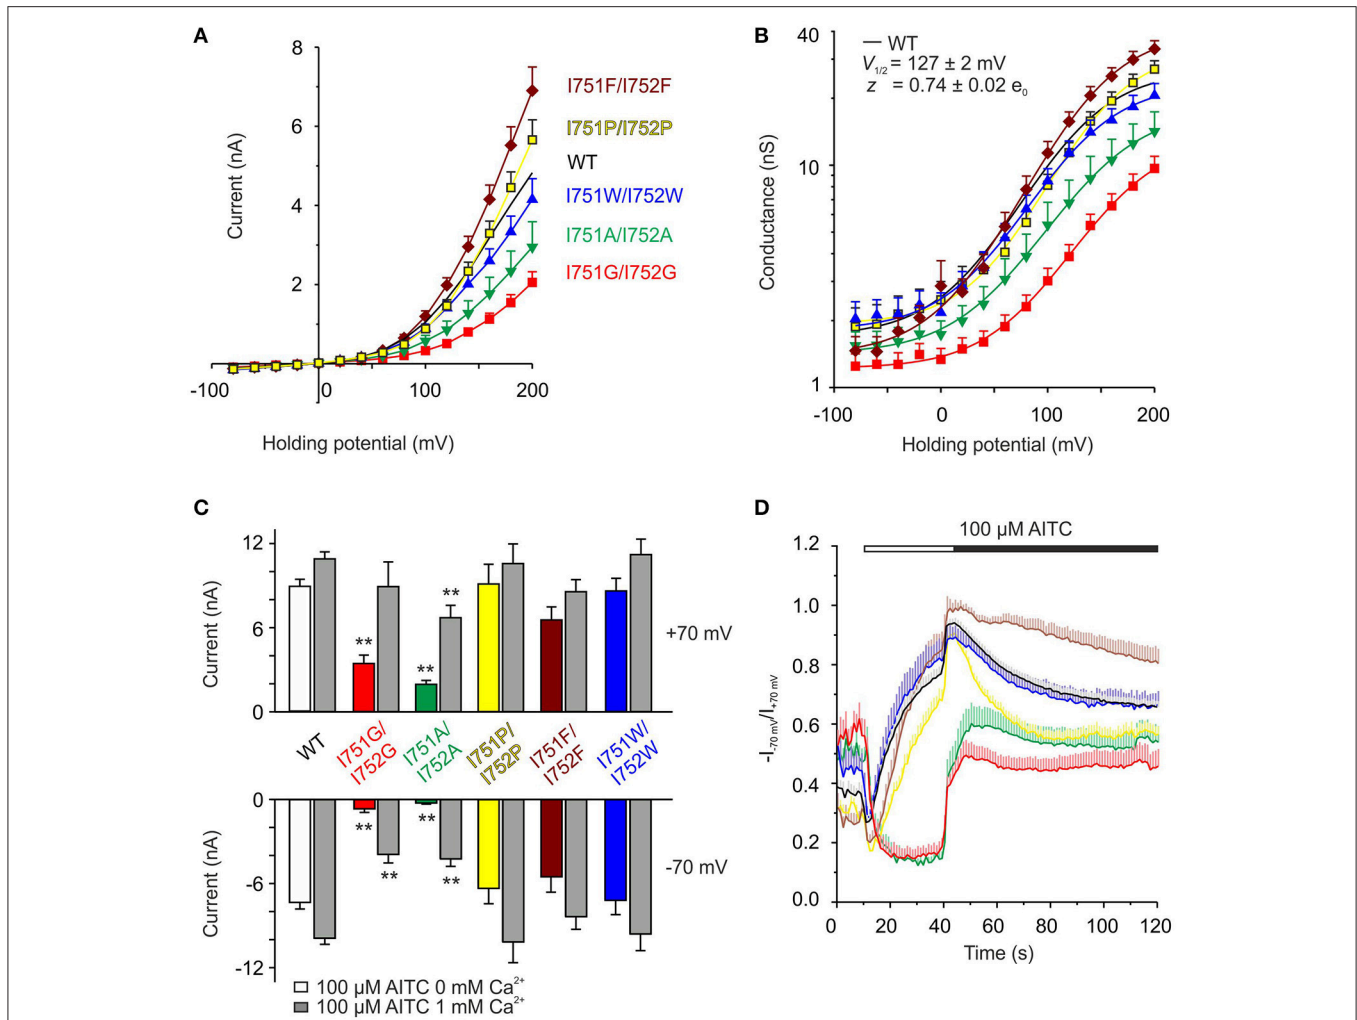 A
8
6
4
2
Current (nA)
-100
0
100
200
Holding potential (mV)
I751F/I752F
I751P/I752P
WT
I751W/I752W
I751A/I752A
I751G/I752G
B
40
10
1
Conductance (nS)
— WT
V1/2 = 127 ± 2 mV
z = 0.74 ± 0.02 e0
-100
0
100
200
Holding potential (mV)
C
12
6
0
Current (nA)
**
**
**
+70 mV
WT
I751G/
I752G
I751A/
I752A
I751P/
I752P
I751F/
I752F
I751W/
I752W
0
-6
-12
Current (nA)
**
**
**
**
-70 mV
100 µM AITC 0 mM Ca2+
100 µM AITC 1 mM Ca2+
D
100 µM AITC
1.2
1.0
0.8
0.6
0.4
0.2
0.0
-I-70 mV/I+70 mV
0
20
40
60
80
100
120
Time (s)